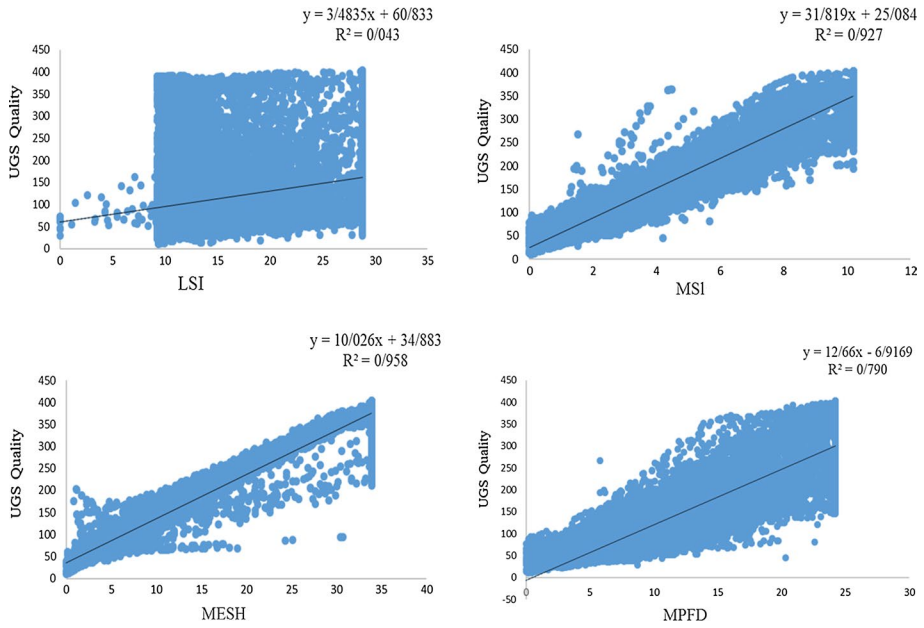 y = 3/4835x + 60/833
R² = 0/043
450
400
350
300
250
200
150
100
50
0
UGS Quality
0 5 10 15 20 25 30 35
LSI
y = 31/819x + 25/084
R² = 0/927
450
400
350
300
250
200
150
100
50
0
UGS Quality
0 2 4 6 8 10 12
MS1
y = 10/026x + 34/883
R² = 0/958
450
400
350
300
250
200
150
100
50
0
UGS Quality
0 5 10 15 20 25 30 35 40
MESH
y = 12/66x - 6/9169
R² = 0/790
450
400
350
300
250
200
150
100
50
0
-50
UGS Quality
0 5 10 15 20 25 30
MPFD